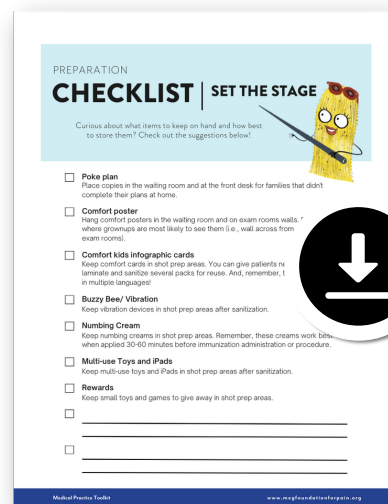 PREPARATION
CHECKLIST | SET THE STAGE
Curious about what items to keep on hand and how best
to store them? Check out the suggestions below!
Poke plan
Place copies in the waiting room and at the front desk for families that didn't
complete their plans at home.
Comfort poster
Hang comfort posters in the waiting room and on exam rooms walls.
where grownups are most likely to see them (i.e., wall across from
exam rooms).
Comfort kids infographic cards
Keep comfort cards in shot prep areas. You can give patients
laminate and sanitize several packs for reuse. And, remember,
in multiple languages!
Buzzy Bee/ Vibration
Keep vibration devices in shot prep areas after sanitization.
Numbing Cream
Keep numbing creams in shot prep areas. Remember, these creams work best
when applied 30-60 minutes before immunization administration or procedure.
Multi-use Toys and iPads
Keep multi-use toys and iPads in shot prep areas after sanitization.
Rewards
Keep small toys and games to give away in shot prep areas.
Medical Practice Toolkit
www.megfoundationforpain.org